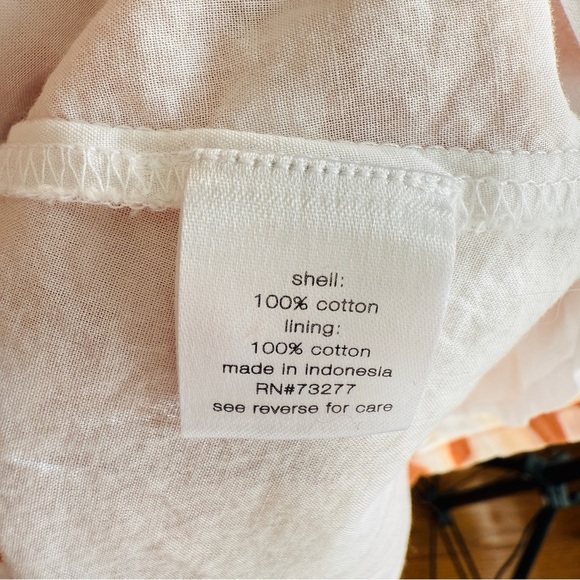 shell:
100% cotton
lining:
100% cotton
made in indonesia
RN#73277
see reverse for care